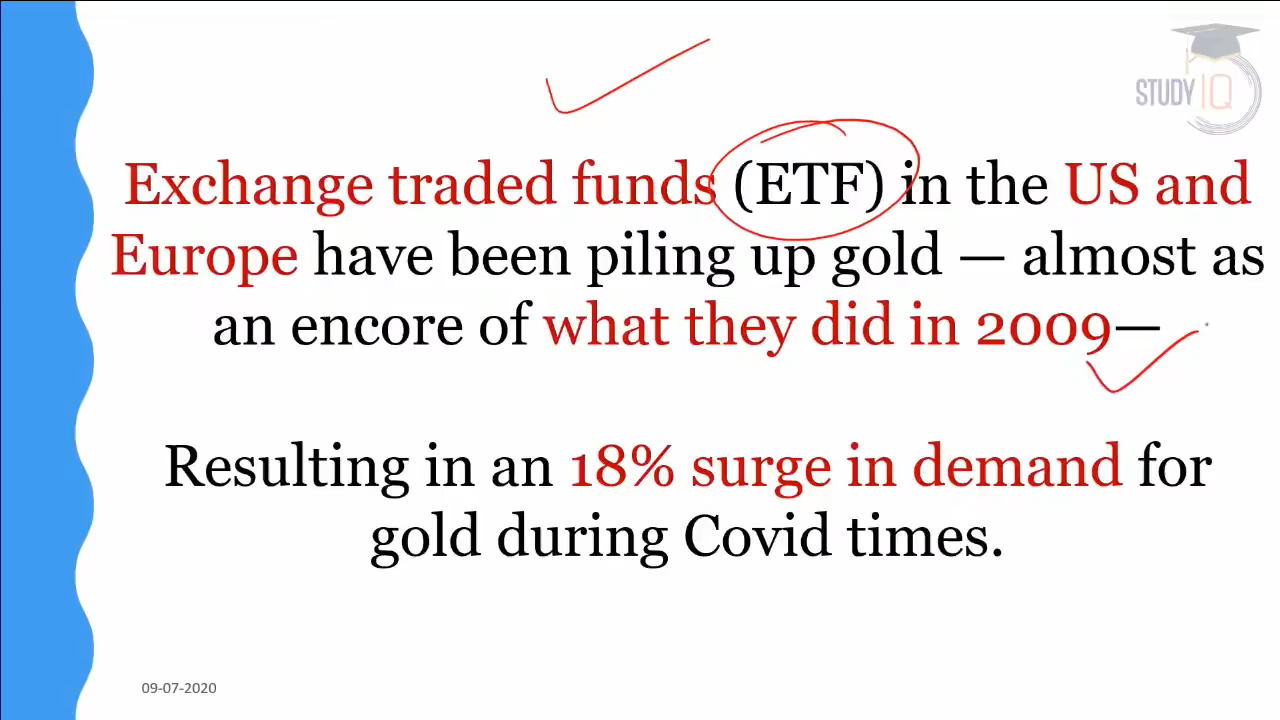 STUDY IQ
Exchange traded funds (ETF) in the US and
Europe have been piling up gold — almost as
an encore of what they did in 2009—
Resulting in an 18% surge in demand for
gold during Covid times.
09-07-2020